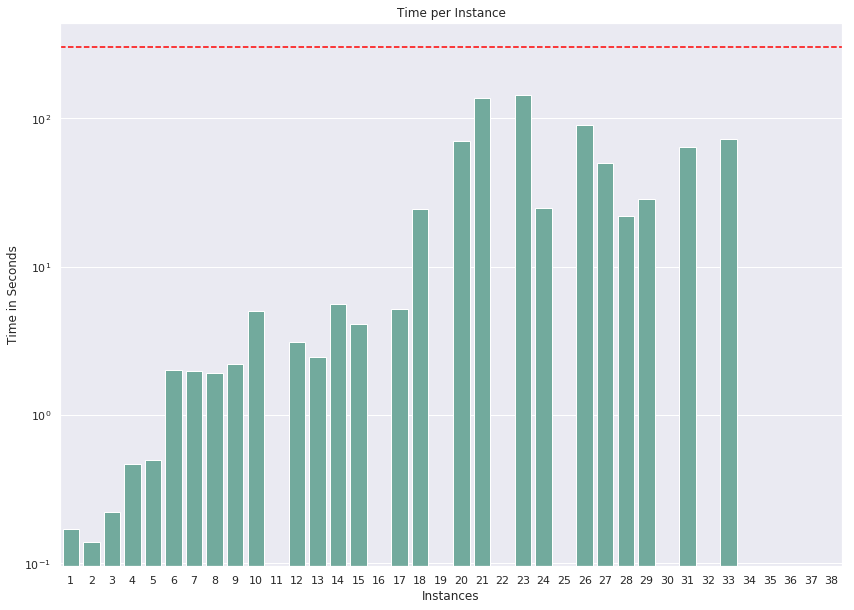 Time per Instance
Time in Seconds
10²
10¹
10⁰
10⁻¹
1 2 3 4 5 6 7 8 9 10 11 12 13 14 15 16 17 18 19 20 21 22 23 24 25 26 27 28 29 30 31 32 33 34 35 36 37 38
Instances